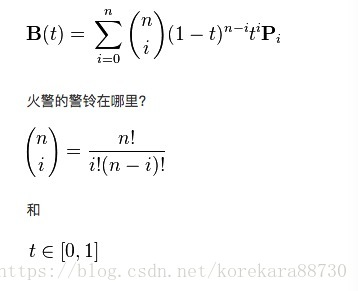 B(t) = \sum_{i=0}^{n} \binom{n}{i} (1 - t)^{n-i} t^i P_i
火警的警铃在哪里?
\binom{n}{i} = \frac{n!}{i!(n - i)!}
和
t ∈ [0, 1]
https://blog.csdn.net/korekara88730